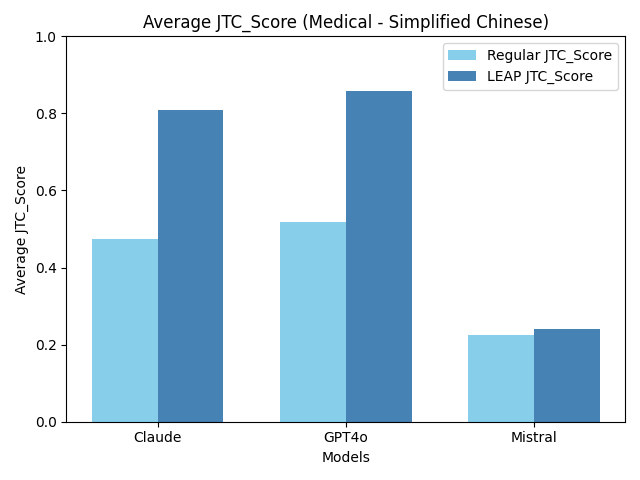 Average JTC_Score (Medical - Simplified Chinese)
Regular JTC_Score
LEAP JTC_Score
Average JTC_Score
1.0
0.8
0.6
0.4
0.2
0.0
Claude
GPT4o
Mistral
Models